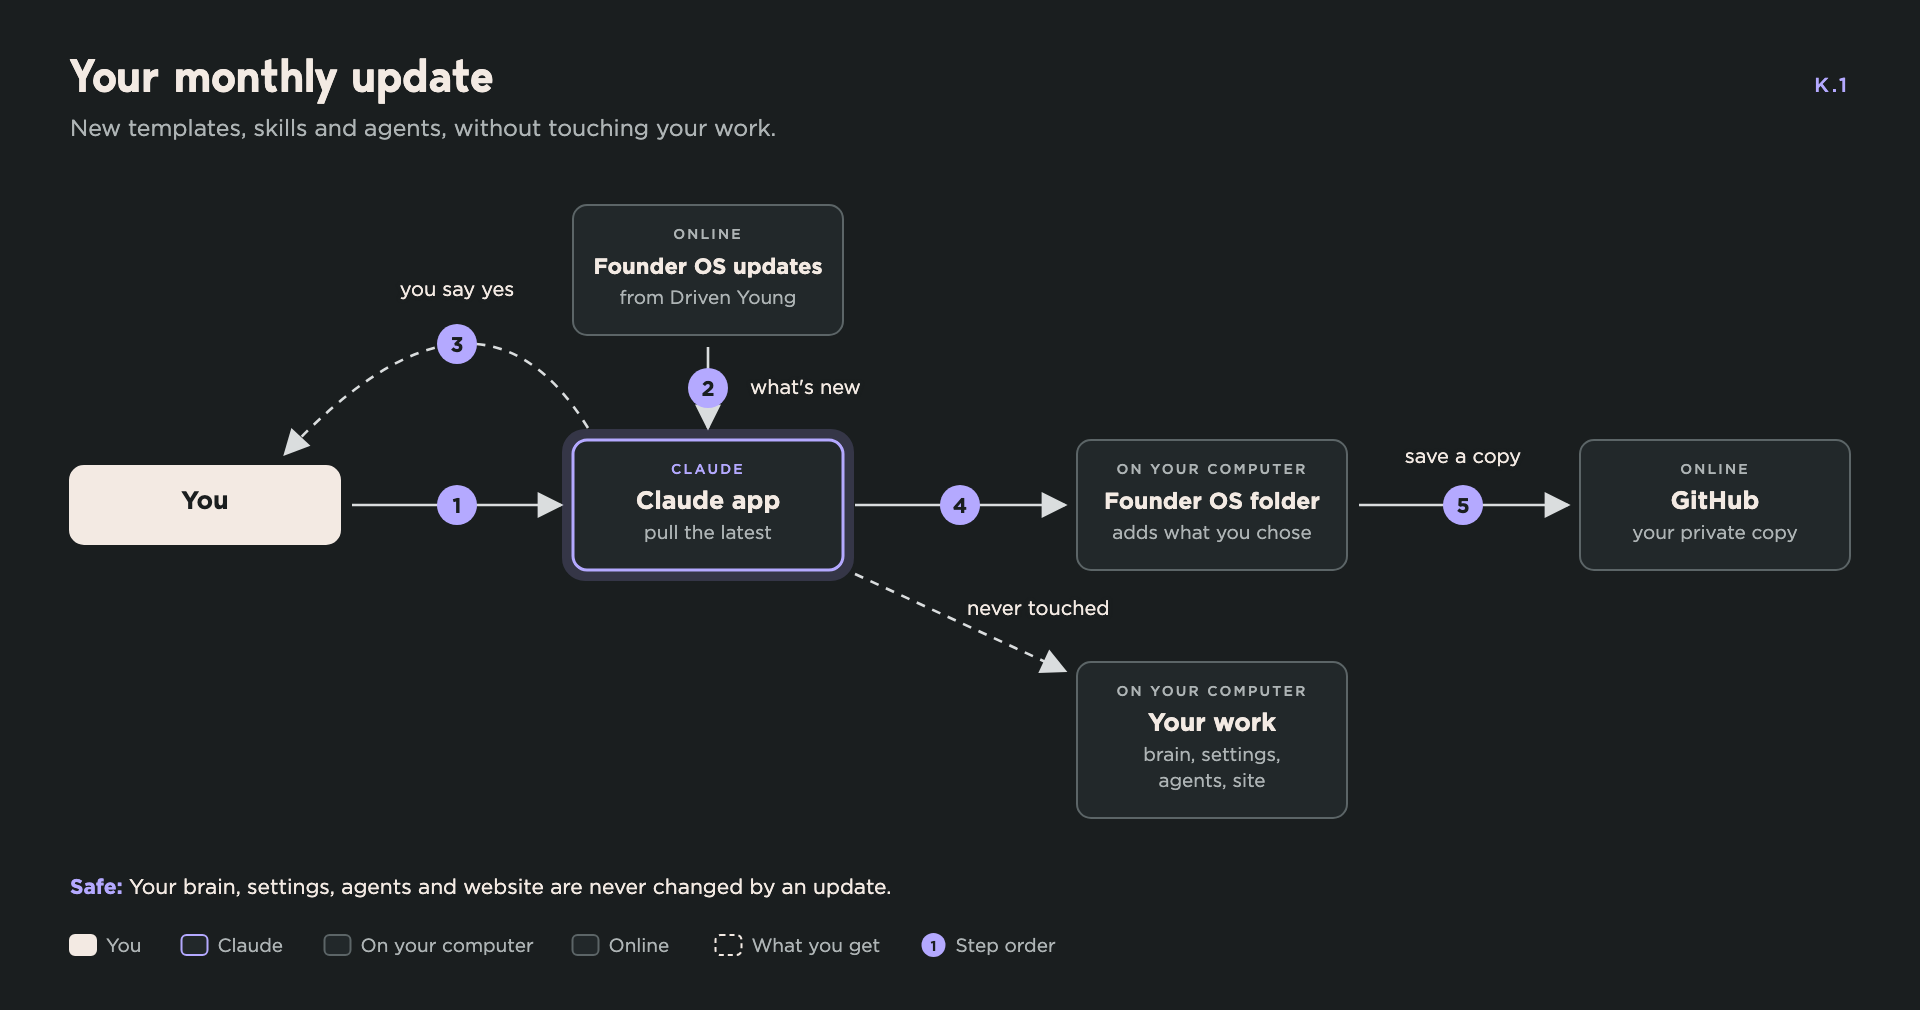 Your monthly update
K.1
New templates, skills and agents, without touching your work.
ONLINE
Founder OS updates
from Driven Young
you say yes
3
2
what's new
You
1
CLAUDE
Claude app
pull the latest
4
ON YOUR COMPUTER
Founder OS folder
adds what you chose
save a copy
5
ONLINE
GitHub
your private copy
never touched
ON YOUR COMPUTER
Your work
brain, settings,
agents, site
Safe: Your brain, settings, agents and website are never changed by an update.
You
Claude
On your computer
Online
What you get
1 Step order